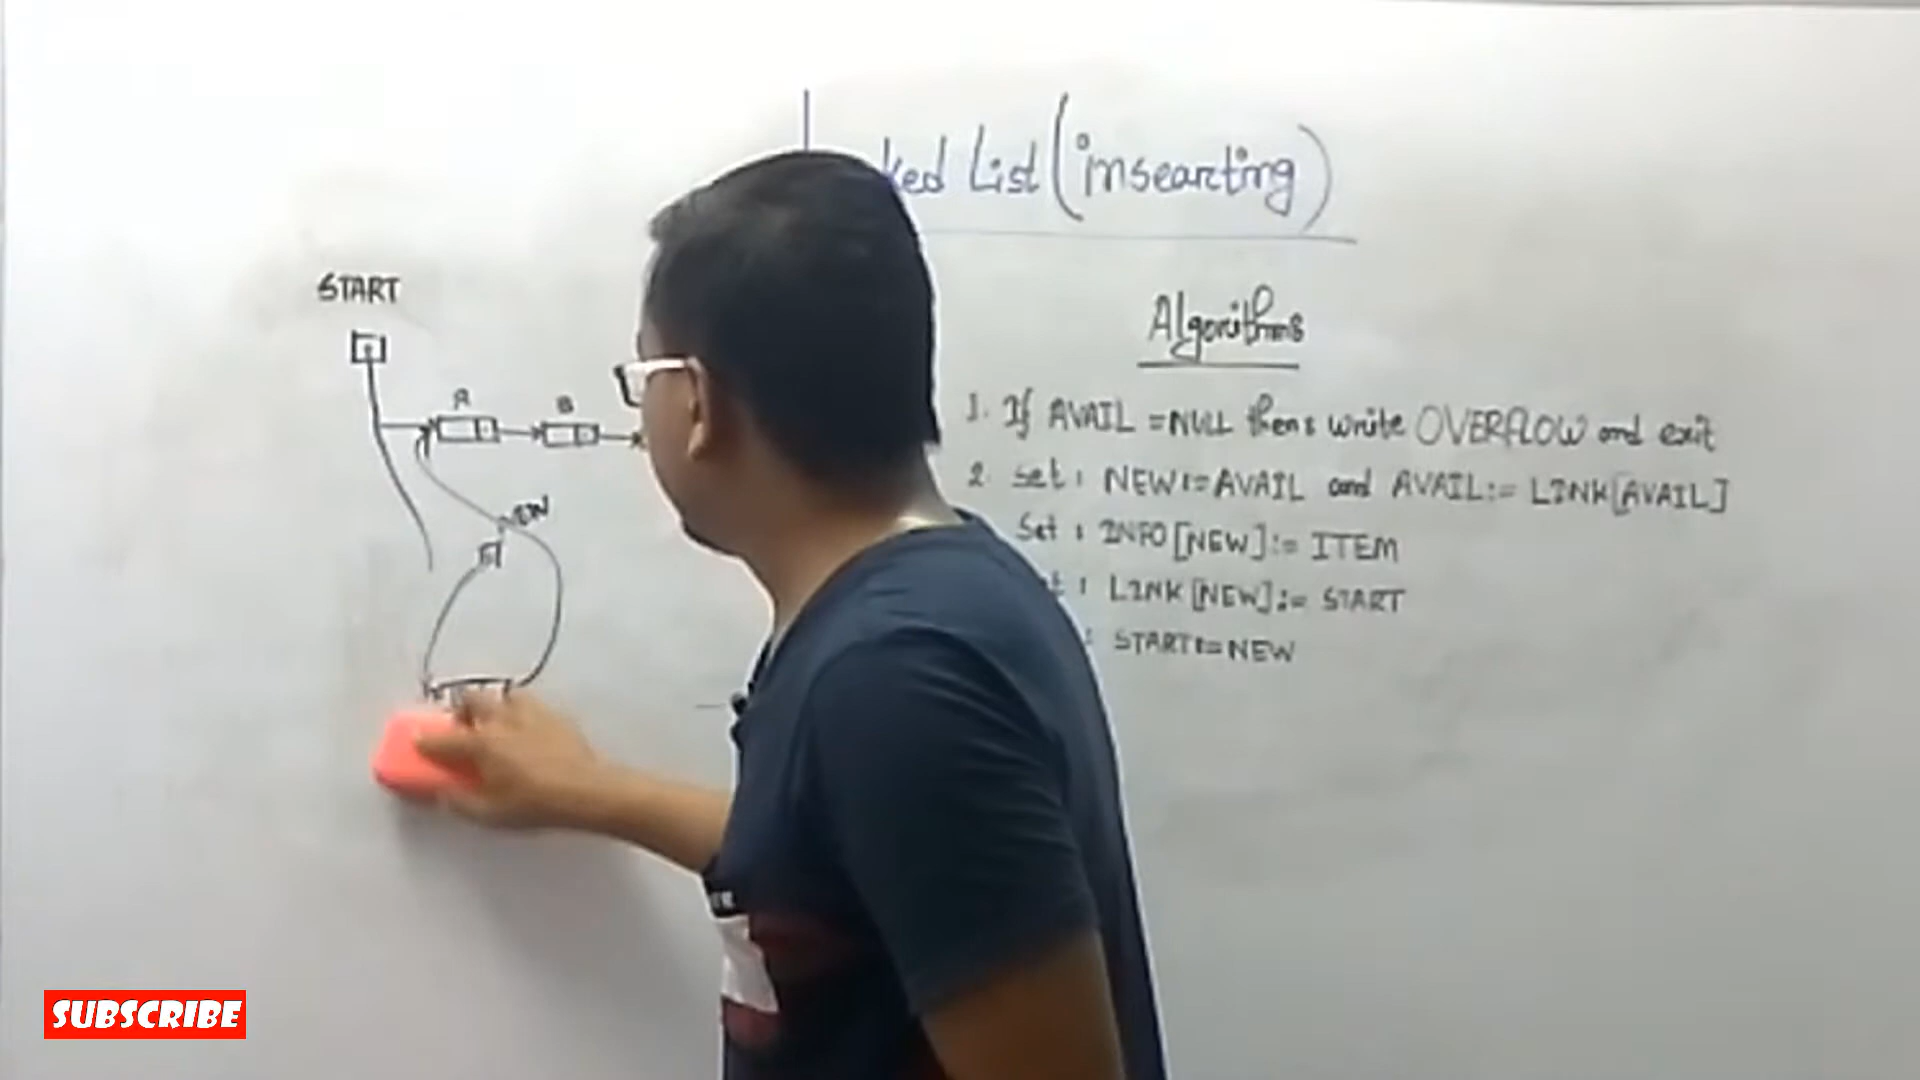 ked List (insearting)
START
Algorithms
A
B
1. If AVAIL = NULL then : write OVERFLOW and exit
2. Set : NEW := AVAIL and AVAIL := LINK[AVAIL]
NEW
Set : INFO[NEW] := ITEM
: LINK[NEW] := START
: START := NEW
SUBSCRIBE